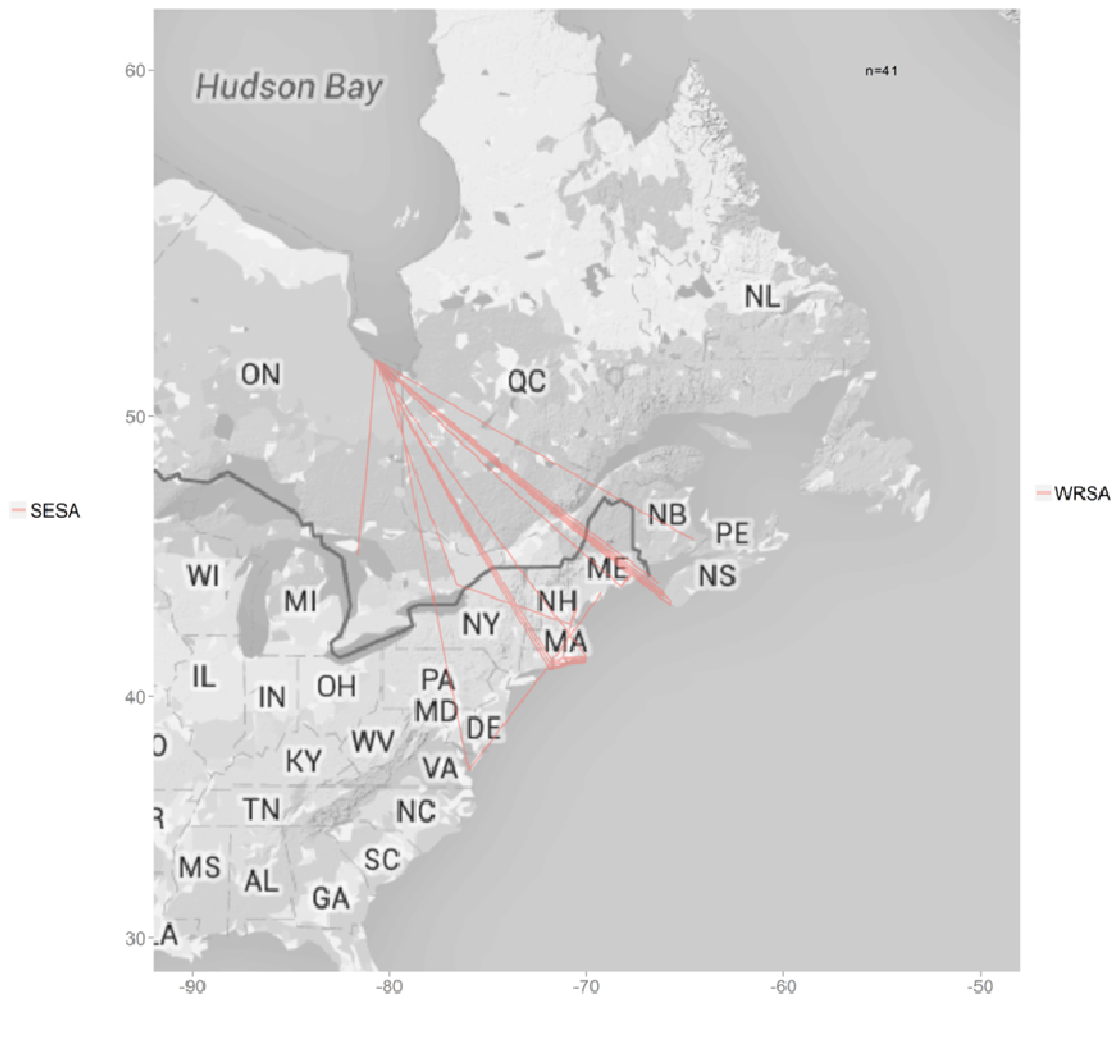 60
Hudson Bay
n=41
NL
ON
QC
50
SESA
WRSA
NB
PE
ME
NS
WI
MI
NH
NY
MA
IL
IN
OH
PA
40
MD
DE
WV
KY
VA
O
TN
NC
R
MS
AL
SC
GA
LA
30
-90
-80
-70
-60
-50